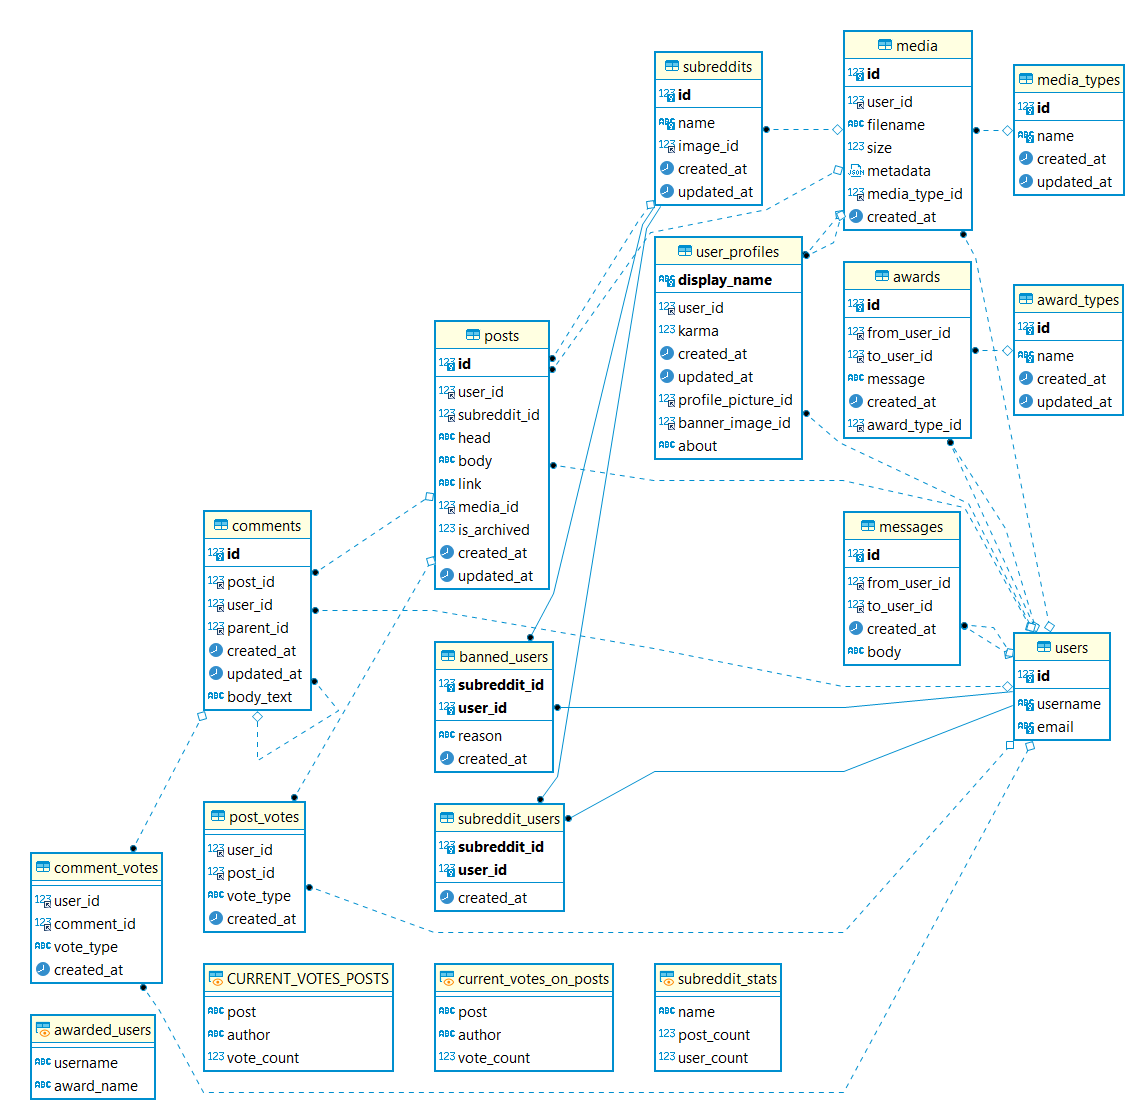 subreddits
id
name
image_id
created_at
updated_at
media
id
user_id
filename
size
metadata
media_type_id
created_at
media_types
id
name
created_at
updated_at
user_profiles
display_name
user_id
karma
created_at
updated_at
profile_picture_id
banner_image_id
about
awards
id
from_user_id
to_user_id
message
created_at
award_type_id
award_types
id
name
created_at
updated_at
posts
id
user_id
subreddit_id
head
body
link
media_id
is_archived
created_at
updated_at
comments
id
post_id
user_id
parent_id
created_at
updated_at
body_text
messages
id
from_user_id
to_user_id
created_at
body
users
id
username
email
banned_users
subreddit_id
user_id
reason
created_at
post_votes
user_id
post_id
vote_type
created_at
subreddit_users
subreddit_id
user_id
created_at
comment_votes
user_id
comment_id
vote_type
created_at
CURRENT_VOTES_POSTS
post
author
vote_count
current_votes_on_posts
post
author
vote_count
subreddit_stats
name
post_count
user_count
awarded_users
username
award_name